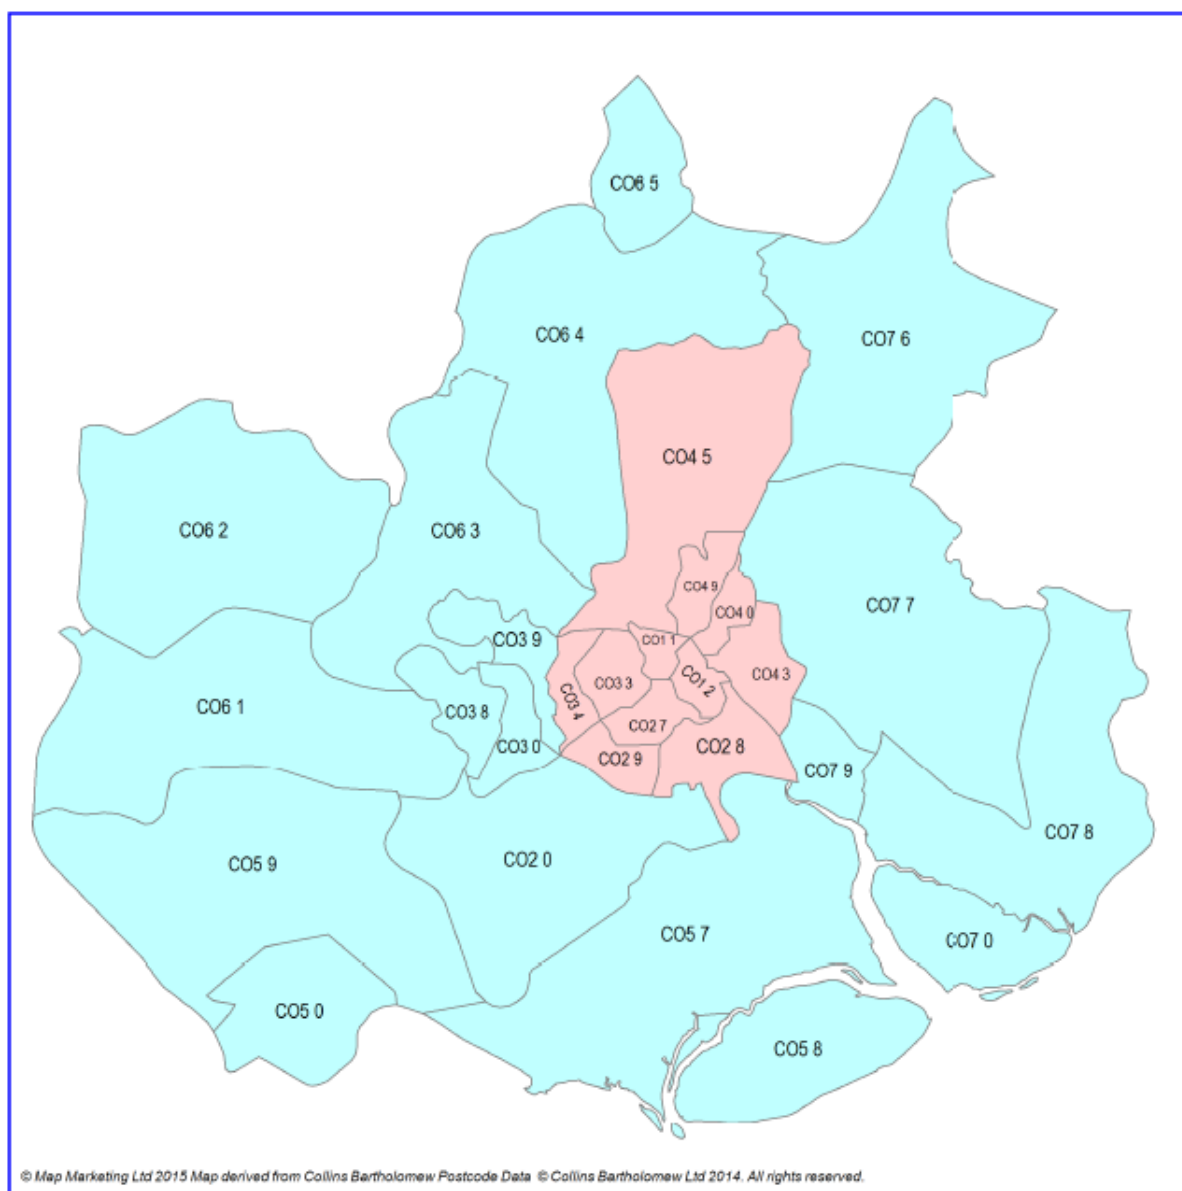 CO6 5
CO6 4
CO7 6
CO4 5
CO6 2
CO6 3
CO4 9
CO4 0
CO7 7
CO3 9
CO1 1
CO4 3
CO3 3
CO1 2
CO3 4
CO6 1
CO3 8
CO2 7
CO3 0
CO2 9
CO2 8
CO7 9
CO7 8
CO5 9
CO2 0
CO5 7
CO7 0
CO5 0
CO5 8
© Map Marketing Ltd 2015 Map derived from Collins Bartholomew Postcode Data © Collins Bartholomew Ltd 2014. All rights reserved.